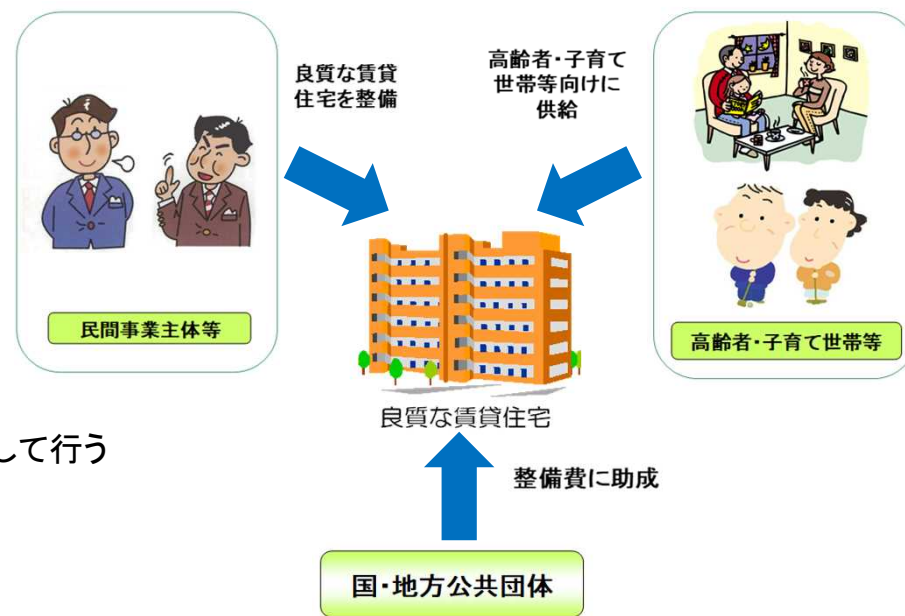 良質な賃貸
住宅を整備
高齢者・子育て
世帯等向けに
供給
民間事業主体等
高齢者・子育て世帯等
良質な賃貸住宅
して行う
整備費に助成
国・地方公共団体